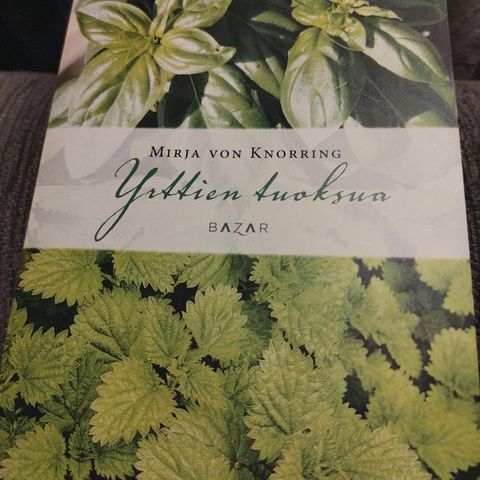 MIRJA VON KNORRING
Yrttien tuoksua
BAZAR